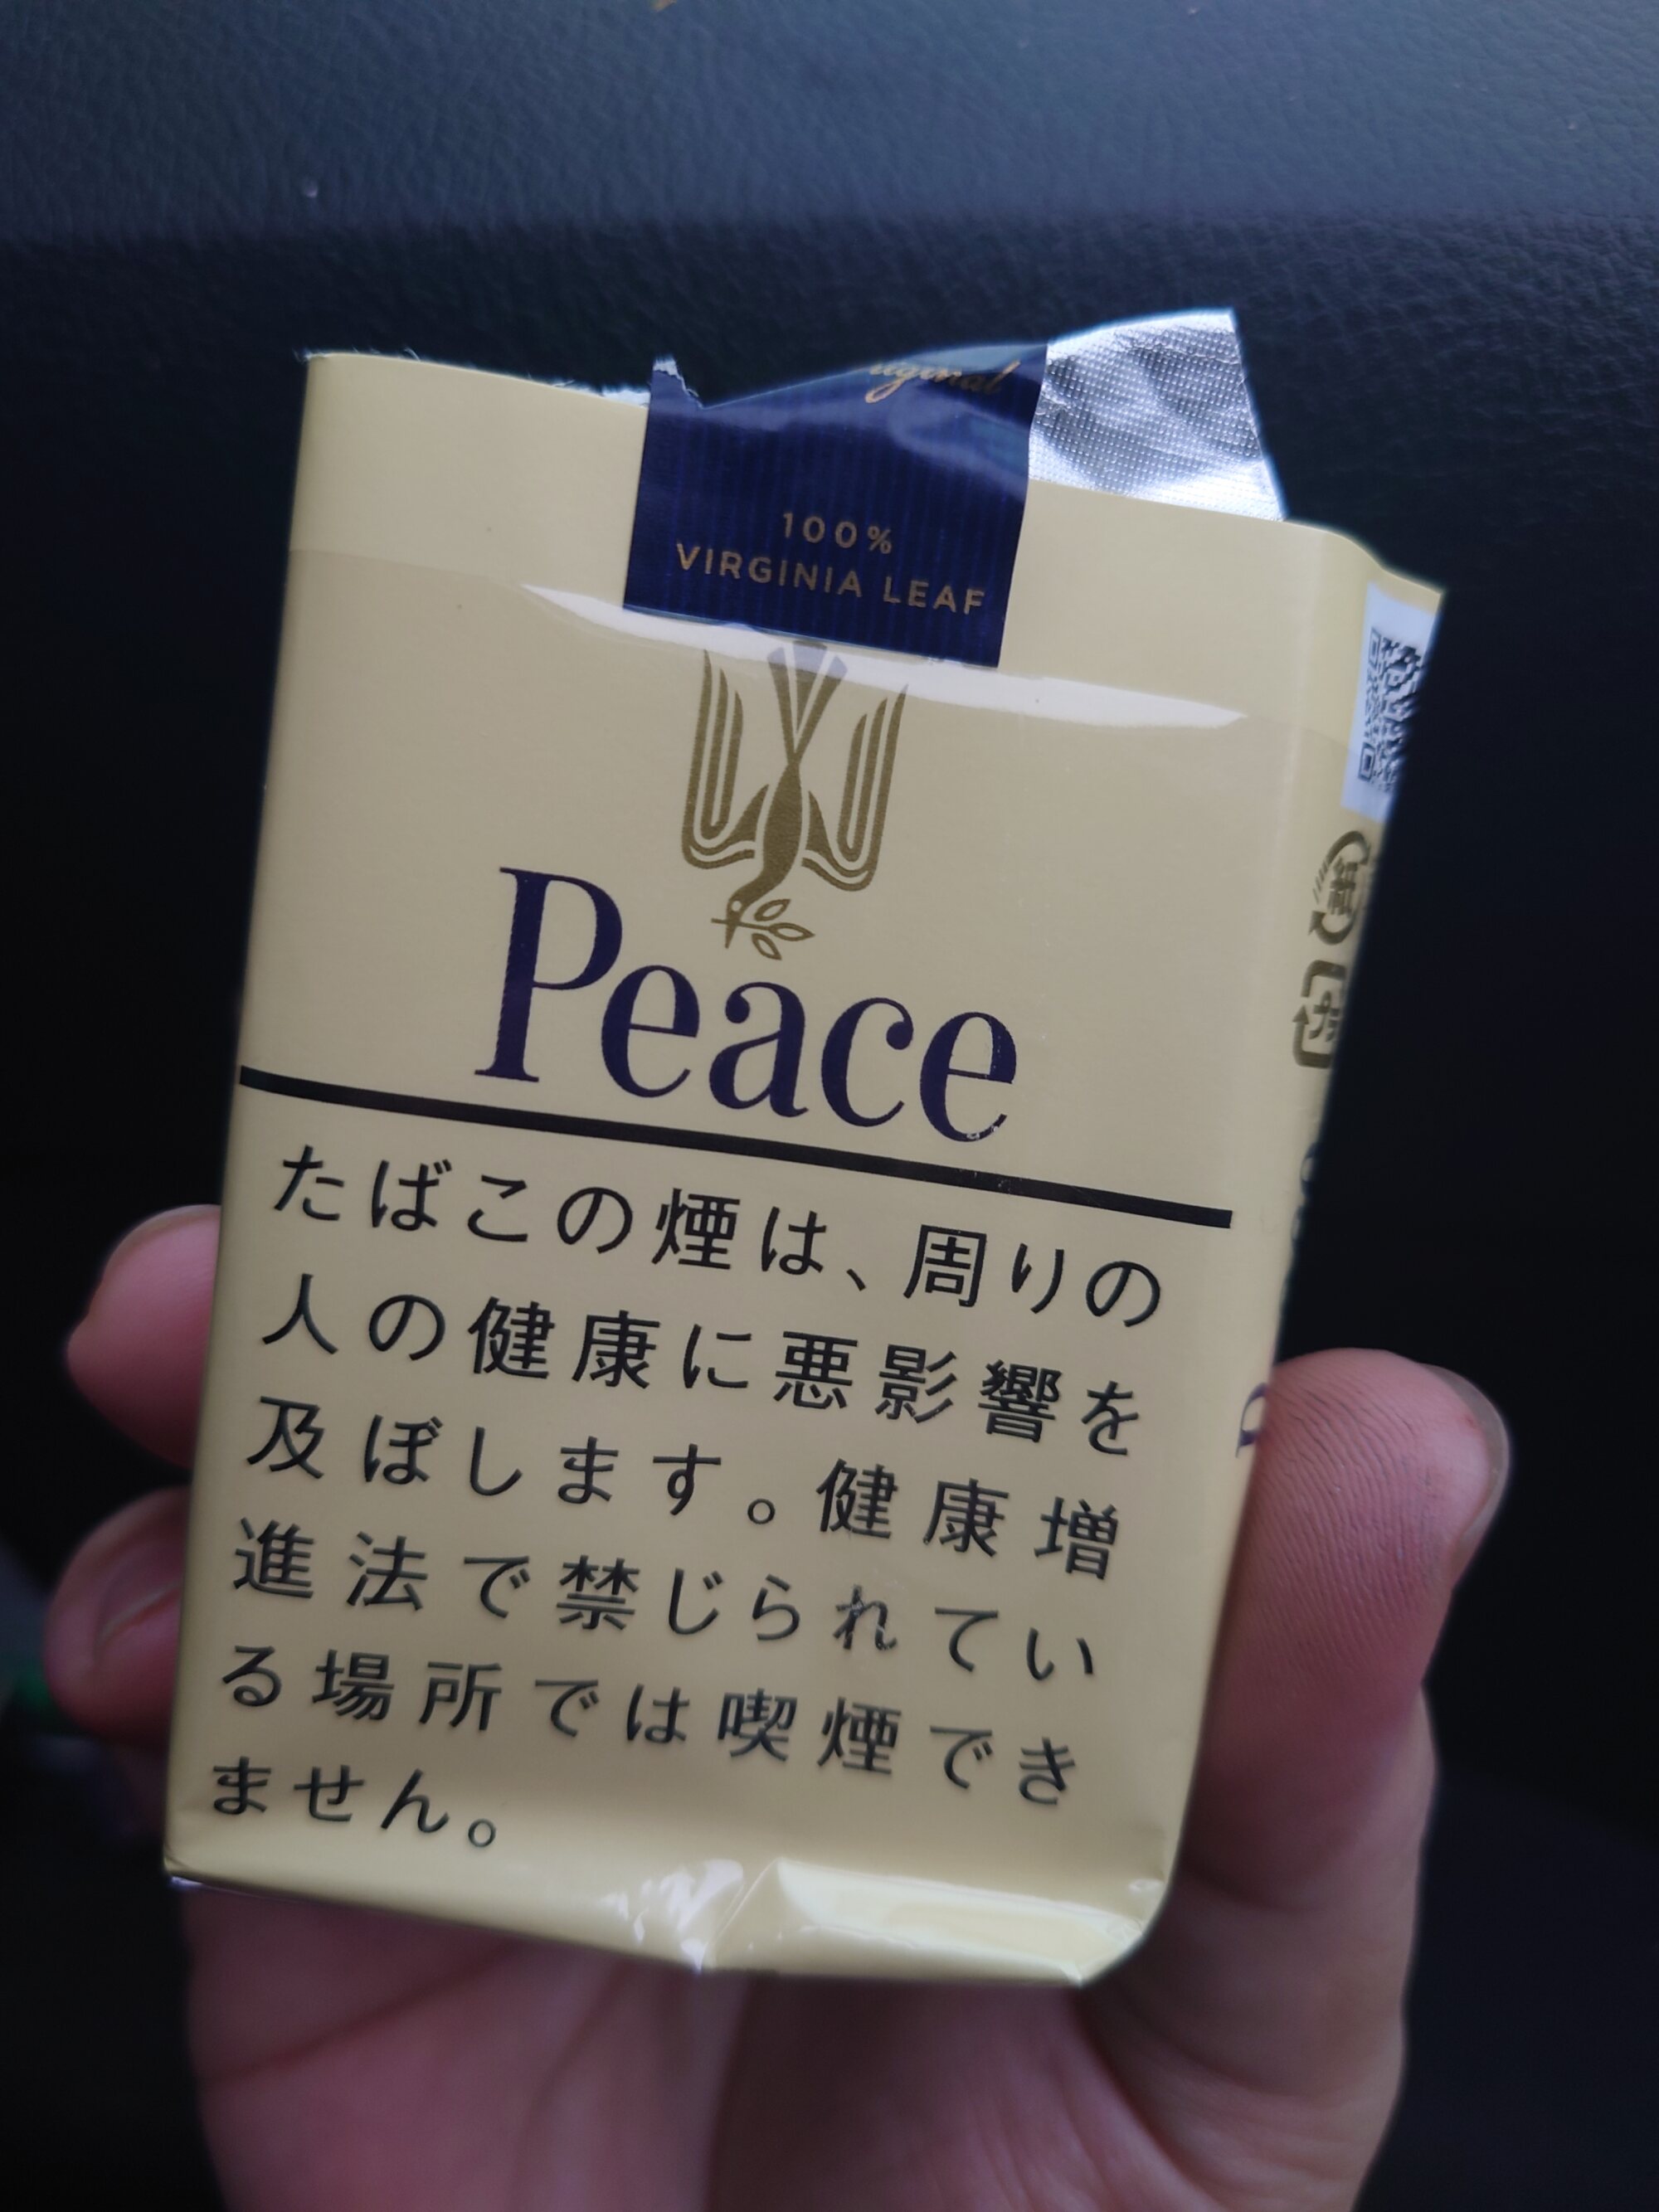 100%
VIRGINIA LEAF
Peace
たばこの煙は、周りの
人の健康に悪影響を
及ぼします。健康増
進法で禁じられてい
る場所では喫煙でき
ません。